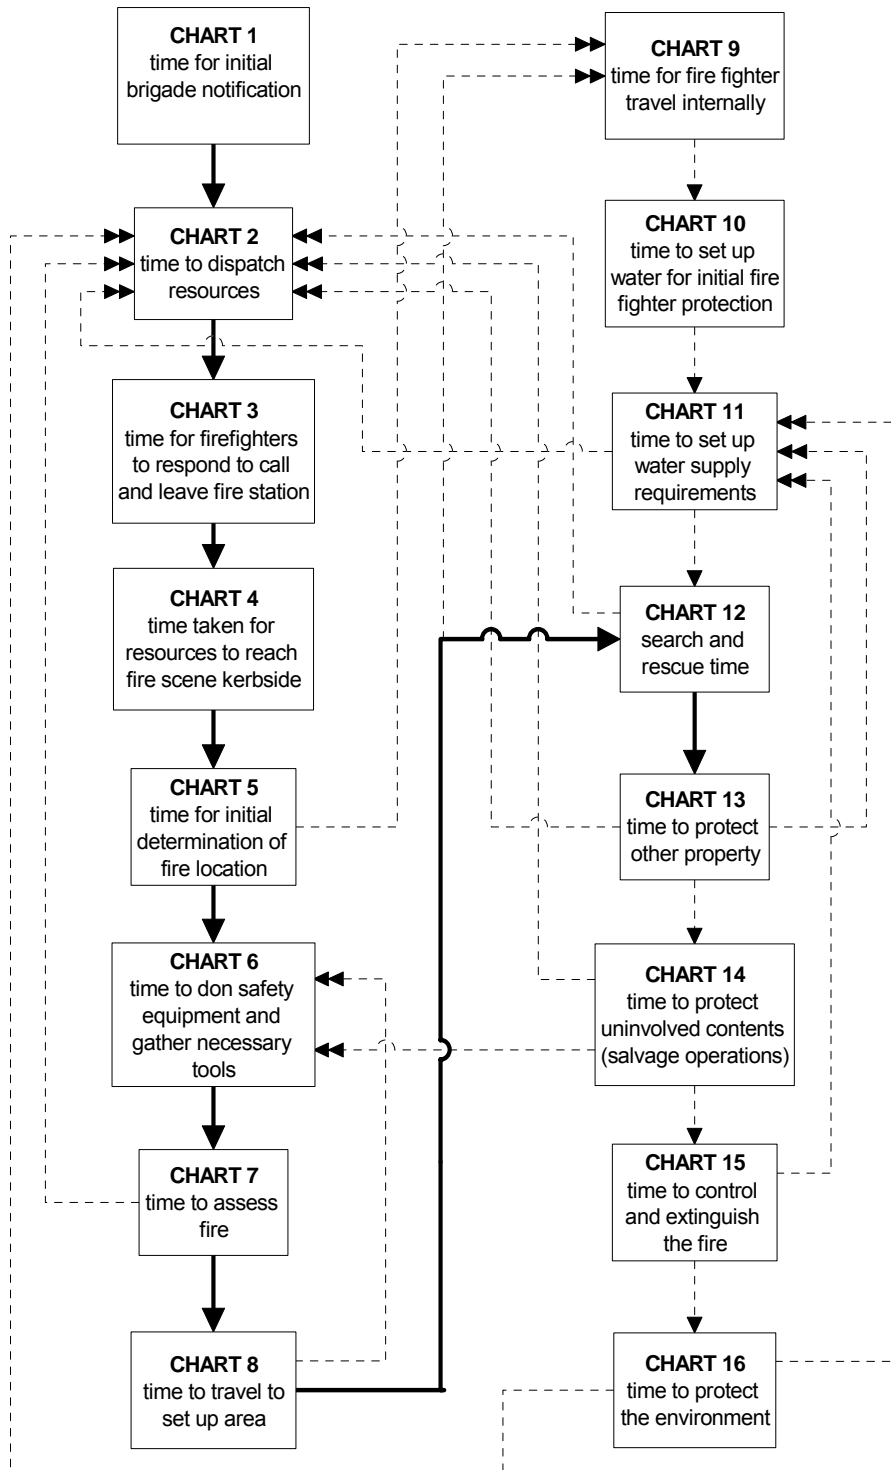 CHART 1
time for initial
brigade notification
CHART 2
time to dispatch
resources
CHART 3
time for firefighters
to respond to call
and leave fire station
CHART 4
time taken for
resources to reach
fire scene kerbside
CHART 5
time for initial
determination of
fire location
CHART 6
time to don safety
equipment and
gather necessary
tools
CHART 7
time to assess
fire
CHART 8
time to travel to
set up area
CHART 9
time for fire fighter
travel internally
CHART 10
time to set up
water for initial fire
fighter protection
CHART 11
time to set up
water supply
requirements
CHART 12
search and
rescue time
CHART 13
time to protect
other property
CHART 14
time to protect
uninvolved contents
(salvage operations)
CHART 15
time to control
and extinguish
the fire
CHART 16
time to protect
the environment